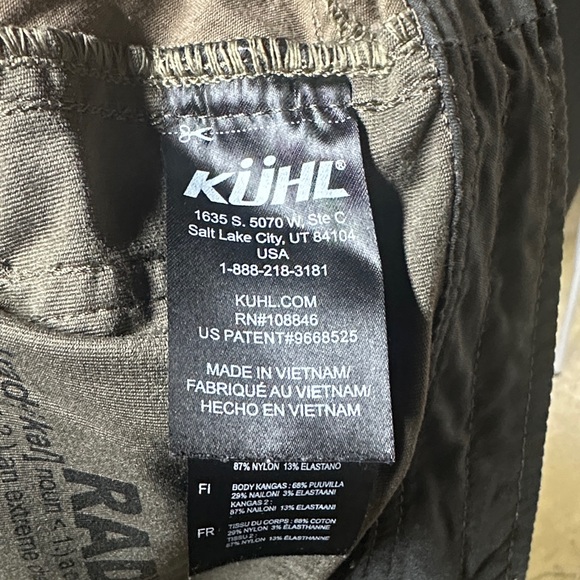 KÜHL®
1635 S. 5070 W. Ste C
Salt Lake City, UT 84104
USA
1-888-218-3181
KUHL.COM
RN#108846
US PATENT#9668525
MADE IN VIETNAM/
FABRIQUÉ AU VIETNAM/
HECHO EN VIETNAM
87% NYLON 13% ELASTANO
FI BODY KANGAS : 68% PUUVILLA
29% NAILONI 3% ELASTAANI
KANGAS 2 :
87% NAILONI 13% ELASTAANI
FR TISSU DU CORPS : 68% COTON
29% NYLON 3% ELASTHANNE
TISSU 2 :
87% NYLON 13% ELASTHANNE
RAD